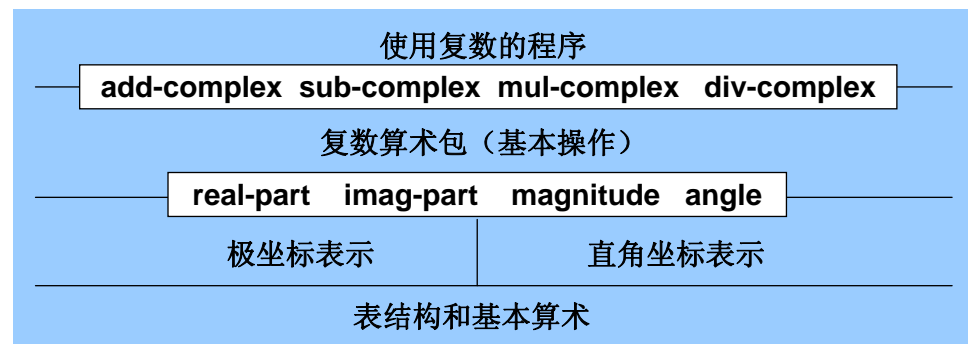 使用复数的程序
add-complex sub-complex mul-complex div-complex
复数算术包（基本操作）
real-part imag-part magnitude angle
极坐标表示 直角坐标表示
表结构和基本算术